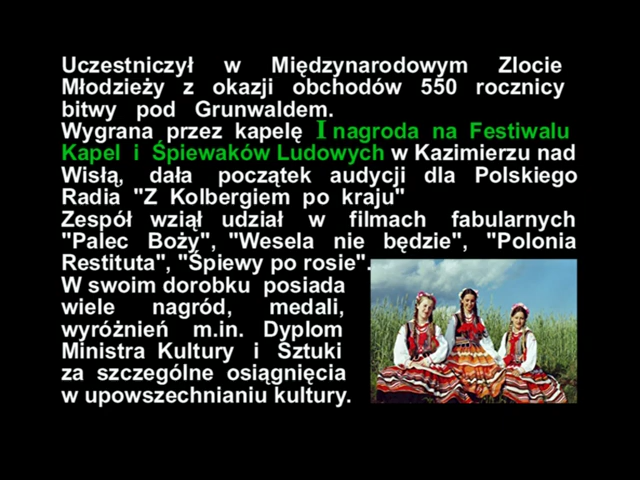 Uczestniczył w Międzynarodowym Zlocie
Młodzieży z okazji obchodów 550 rocznicy
bitwy pod Grunwaldem.
Wygrana przez kapelę I nagroda na Festiwalu
Kapel i Śpiewaków Ludowych w Kazimierzu nad
Wisłą, dała początek audycji dla Polskiego
Radia "Z Kolbergiem po kraju"
Zespół wziął udział w filmach fabularnych
"Palec Boży", "Wesela nie będzie", "Polonia
Restituta", "Śpiewy po rosie".
W swoim dorobku posiada
wiele nagród, medali,
wyróżnień m.in. Dyplom
Ministra Kultury i Sztuki
za szczególne osiągnięcia
w upowszechnianiu kultury.